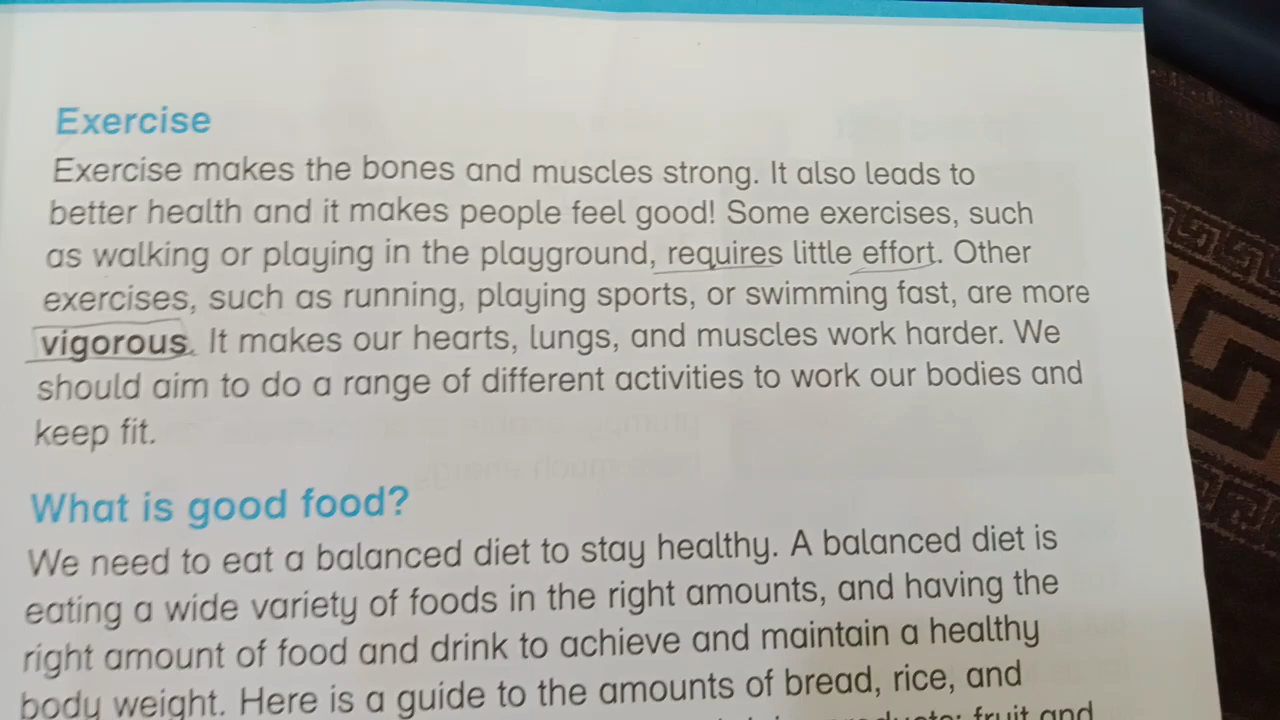 Exercise
Exercise makes the bones and muscles strong. It also leads to
better health and it makes people feel good! Some exercises, such
as walking or playing in the playground, requires little effort. Other
exercises, such as running, playing sports, or swimming fast, are more
vigorous. It makes our hearts, lungs, and muscles work harder. We
should aim to do a range of different activities to work our bodies and
keep fit.
What is good food?
We need to eat a balanced diet to stay healthy. A balanced diet is
eating a wide variety of foods in the right amounts, and having the
right amount of food and drink to achieve and maintain a healthy
body weight. Here is a guide to the amounts of bread, rice, and
fruit and